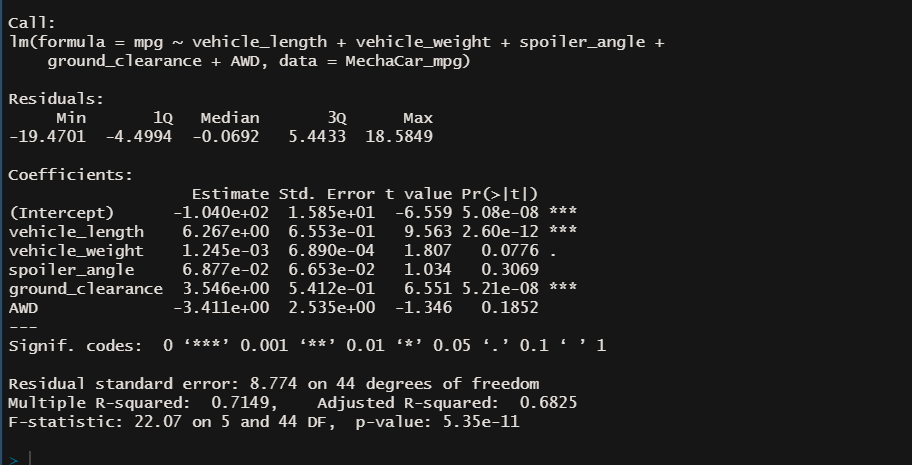 Call:
lm(formula = mpg ~ vehicle_length + vehicle_weight + spoiler_angle +
    ground_clearance + AWD, data = MechaCar_mpg)
Residuals:
     Min       1Q   Median       3Q      Max
-19.4701  -4.4994  -0.0692   5.4433  18.5849
Coefficients:
                   Estimate Std. Error t value Pr(>|t|)
(Intercept)      -1.040e+02  1.585e+01  -6.559 5.08e-08 ***
vehicle_length    6.267e+00  6.553e-01   9.563 2.60e-12 ***
vehicle_weight    1.245e-03  6.890e-04   1.807   0.0776 .
spoiler_angle     6.877e-02  6.653e-02   1.034   0.3069
ground_clearance  3.546e+00  5.412e-01   6.551 5.21e-08 ***
AWD              -3.411e+00  2.535e+00  -1.346   0.1852
---
Signif. codes:  0 ‘***’ 0.001 ‘**’ 0.01 ‘*’ 0.05 ‘.’ 0.1 ‘ ’ 1
Residual standard error: 8.774 on 44 degrees of freedom
Multiple R-squared:  0.7149,    Adjusted R-squared:  0.6825
F-statistic: 22.07 on 5 and 44 DF,  p-value: 5.35e-11
>